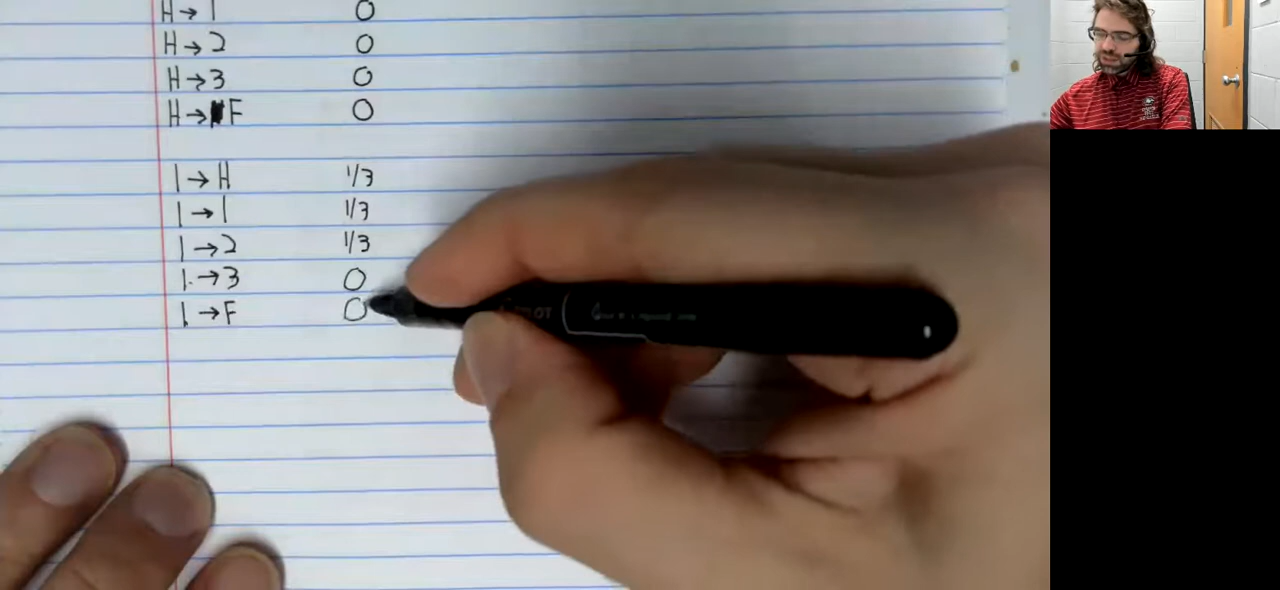 H→1 0
H→2 0
H→3 0
H→F 0
1→H 1/3
1→1 1/3
1→2 1/3
1.→3 0
1.→F 0